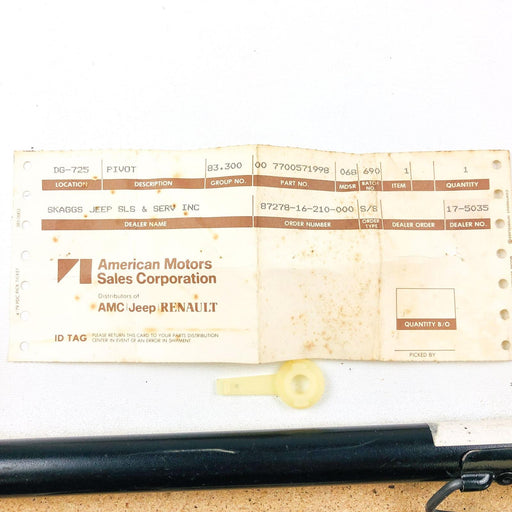 DG-725 PIVOT 83.300 00 7700571998 068 690 1 1
LOCATION DESCRIPTION GROUP NO. PART NO. MDSR BATCH NO. ITEM QUANTITY
SKAGGS JEEP SLS & SERV INC 87278-16-210-000 S/S 17-5035
DEALER NAME ORDER NUMBER ORDER TYPE DEALER ORDER DEALER NUMBER
American Motors
Sales Corporation
Distributors of
AMC Jeep RENAULT
ID TAG PLEASE RETURN THIS CARD TO YOUR PARTS DISTRIBUTION
CENTER IN EVENT OF AN ERROR IN SHIPMENT.
QUANTITY B/O
PICKED BY